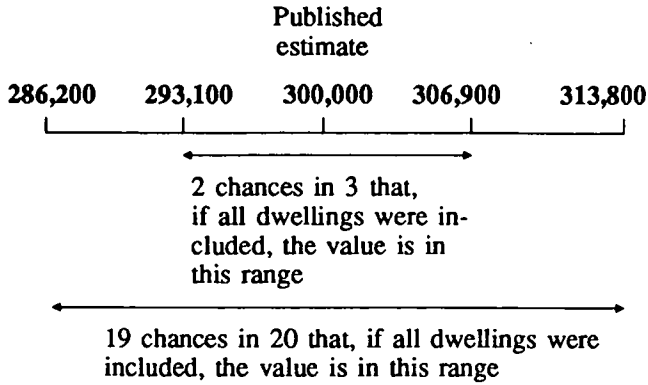 Published
estimate
286,200 293,100 300,000 306,900 313,800
2 chances in 3 that,
if all dwellings were in-
cluded, the value is in
this range
19 chances in 20 that, if all dwellings were
included, the value is in this range